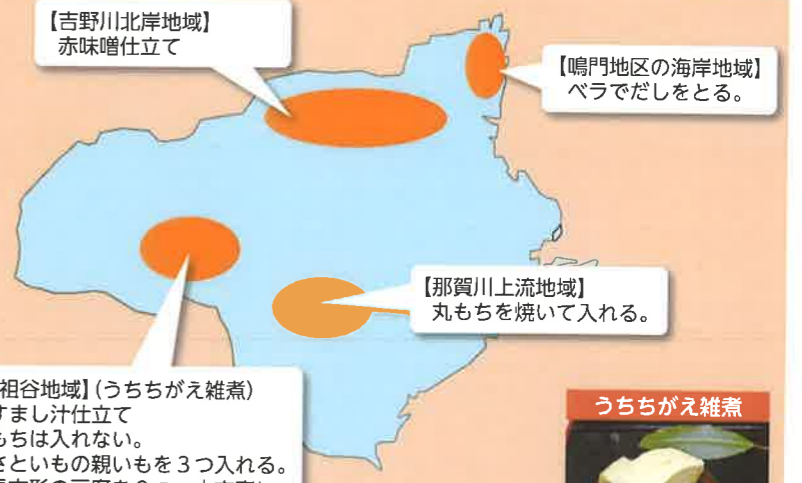 【吉野川北岸地域】
赤味噌仕立て
【鳴門地区の海岸地域】
ベラでだしをとる。
【那賀川上流地域】
丸もちを焼いて入れる。
祖谷地域】(うちちがえ雑煮)
すまし汁仕立て
もちは入れない。
さといもの親いもを3つ入れる。
うちちがえ雑煮